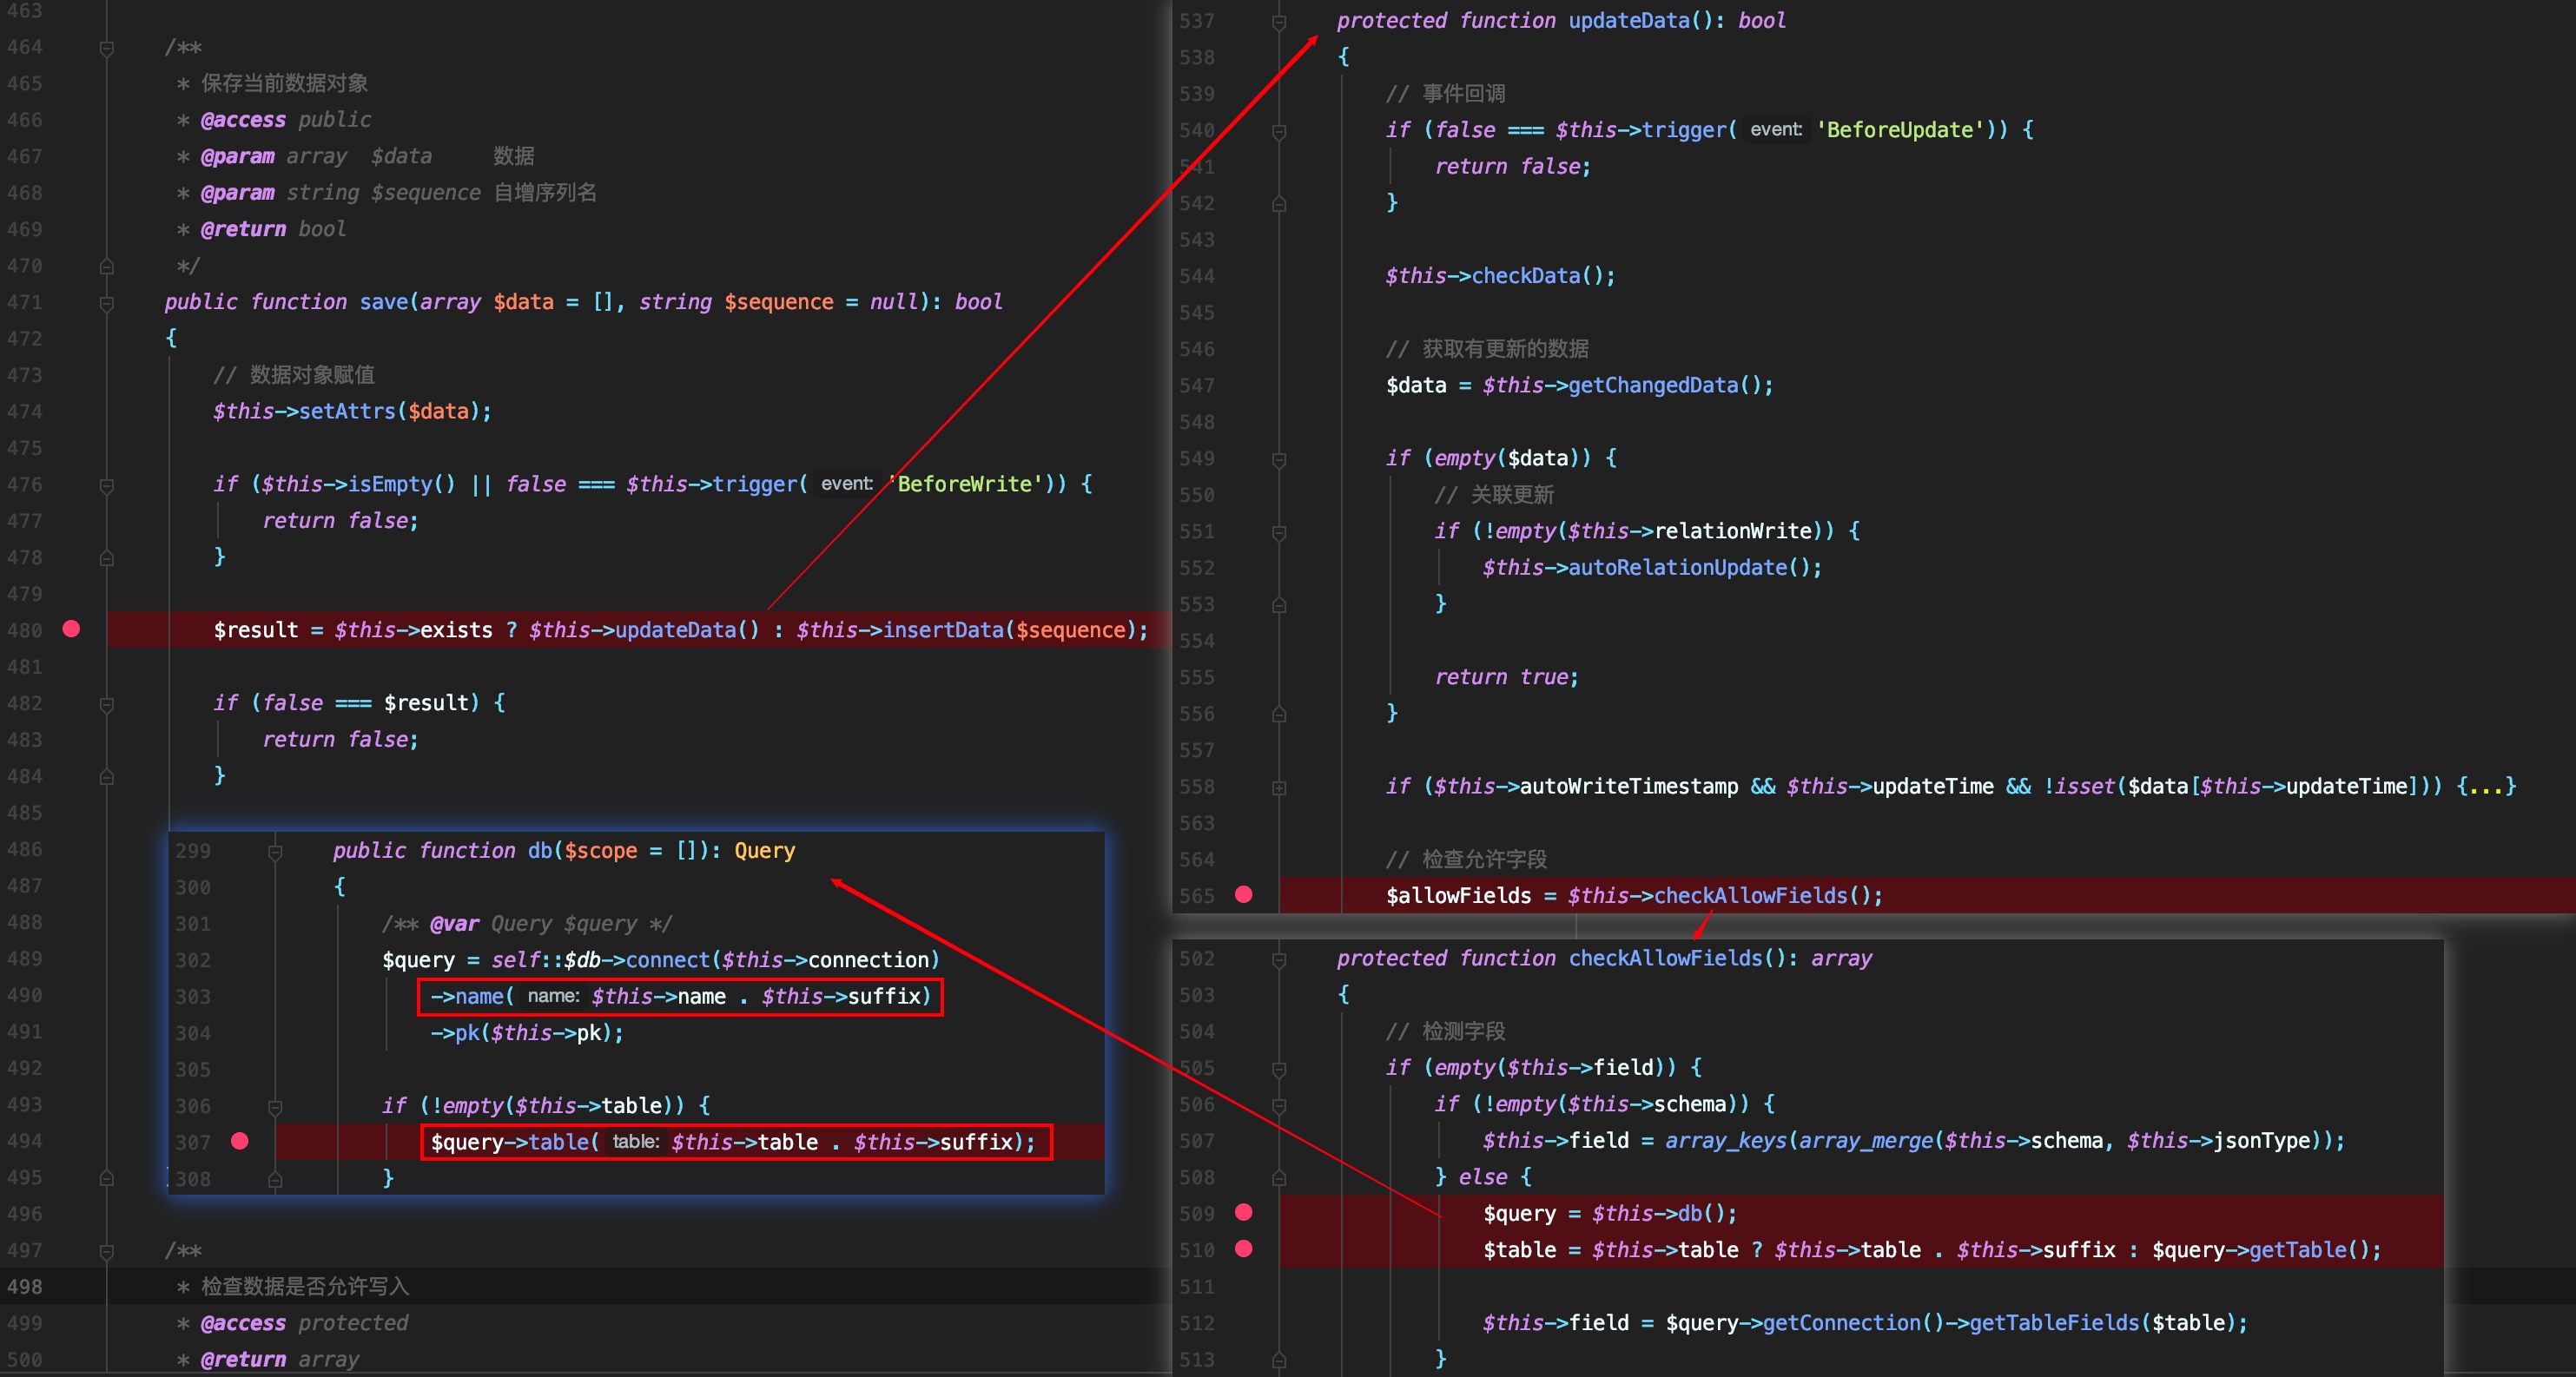 463
464 /**
465 * 保存当前数据对象
466 * @access public
467 * @param array $data 数据
468 * @param string $sequence 自增序列名
469 * @return bool
470 */
471 public function save(array $data = [], string $sequence = null): bool
472 {
473 // 数据对象赋值
474 $this->setAttrs($data);
475
476 if ($this->isEmpty() || false === $this->trigger( event: 'BeforeWrite')) {
477 return false;
478 }
479
480 $result = $this->exists ? $this->updateData() : $this->insertData($sequence);
481
482 if (false === $result) {
483 return false;
484 }
485
486
487
488
489
490
491
492
493
494
495
496
497 /**
498 * 检查数据是否允许写入
499 * @access protected
500 * @return array
299 public function db($scope = []): Query
300 {
301 /** @var Query $query */
302 $query = self::$db->connect($this->connection)
303 ->name( name: $this->name . $this->suffix)
304 ->pk($this->pk);
305
306 if (!empty($this->table)) {
307 $query->table( table: $this->table . $this->suffix);
308 }
537 protected function updateData(): bool
538 {
539 // 事件回调
540 if (false === $this->trigger( event: 'BeforeUpdate')) {
541 return false;
542 }
543
544 $this->checkData();
545
546 // 获取有更新的数据
547 $data = $this->getChangedData();
548
549 if (empty($data)) {
550 // 关联更新
551 if (!empty($this->relationWrite)) {
552 $this->autoRelationUpdate();
553 }
554
555 return true;
556 }
557
558 if ($this->autoWriteTimestamp && $this->updateTime && !isset($data[$this->updateTime])) {...}
563
564 // 检查允许字段
565 $allowFields = $this->checkAllowFields();
502 protected function checkAllowFields(): array
503 {
504 // 检测字段
505 if (empty($this->field)) {
506 if (!empty($this->schema)) {
507 $this->field = array_keys(array_merge($this->schema, $this->jsonType));
508 } else {
509 $query = $this->db();
510 $table = $this->table ? $this->table . $this->suffix : $query->getTable();
511
512 $this->field = $query->getConnection()->getTableFields($table);
513 }